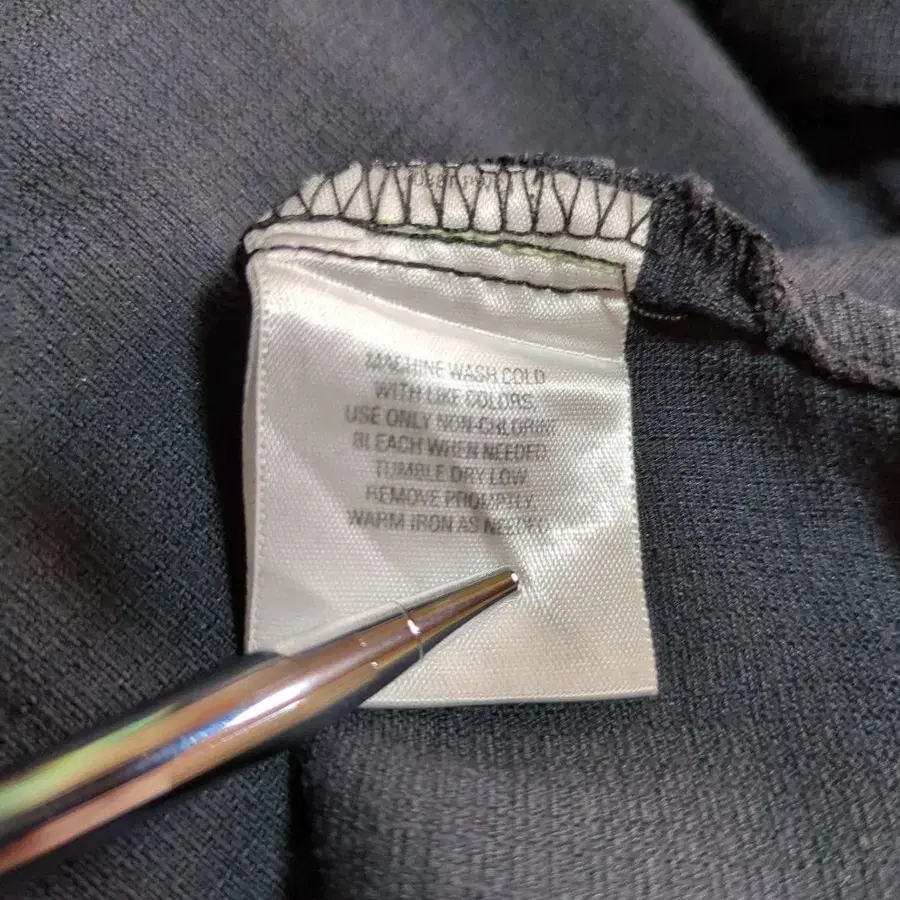 MACHINE WASH COLD
WITH LIKE COLORS.
USE ONLY NON-CHLORINE
BLEACH WHEN NEEDED.
TUMBLE DRY LOW.
REMOVE PROMPTLY.
WARM IRON AS NEEDED.